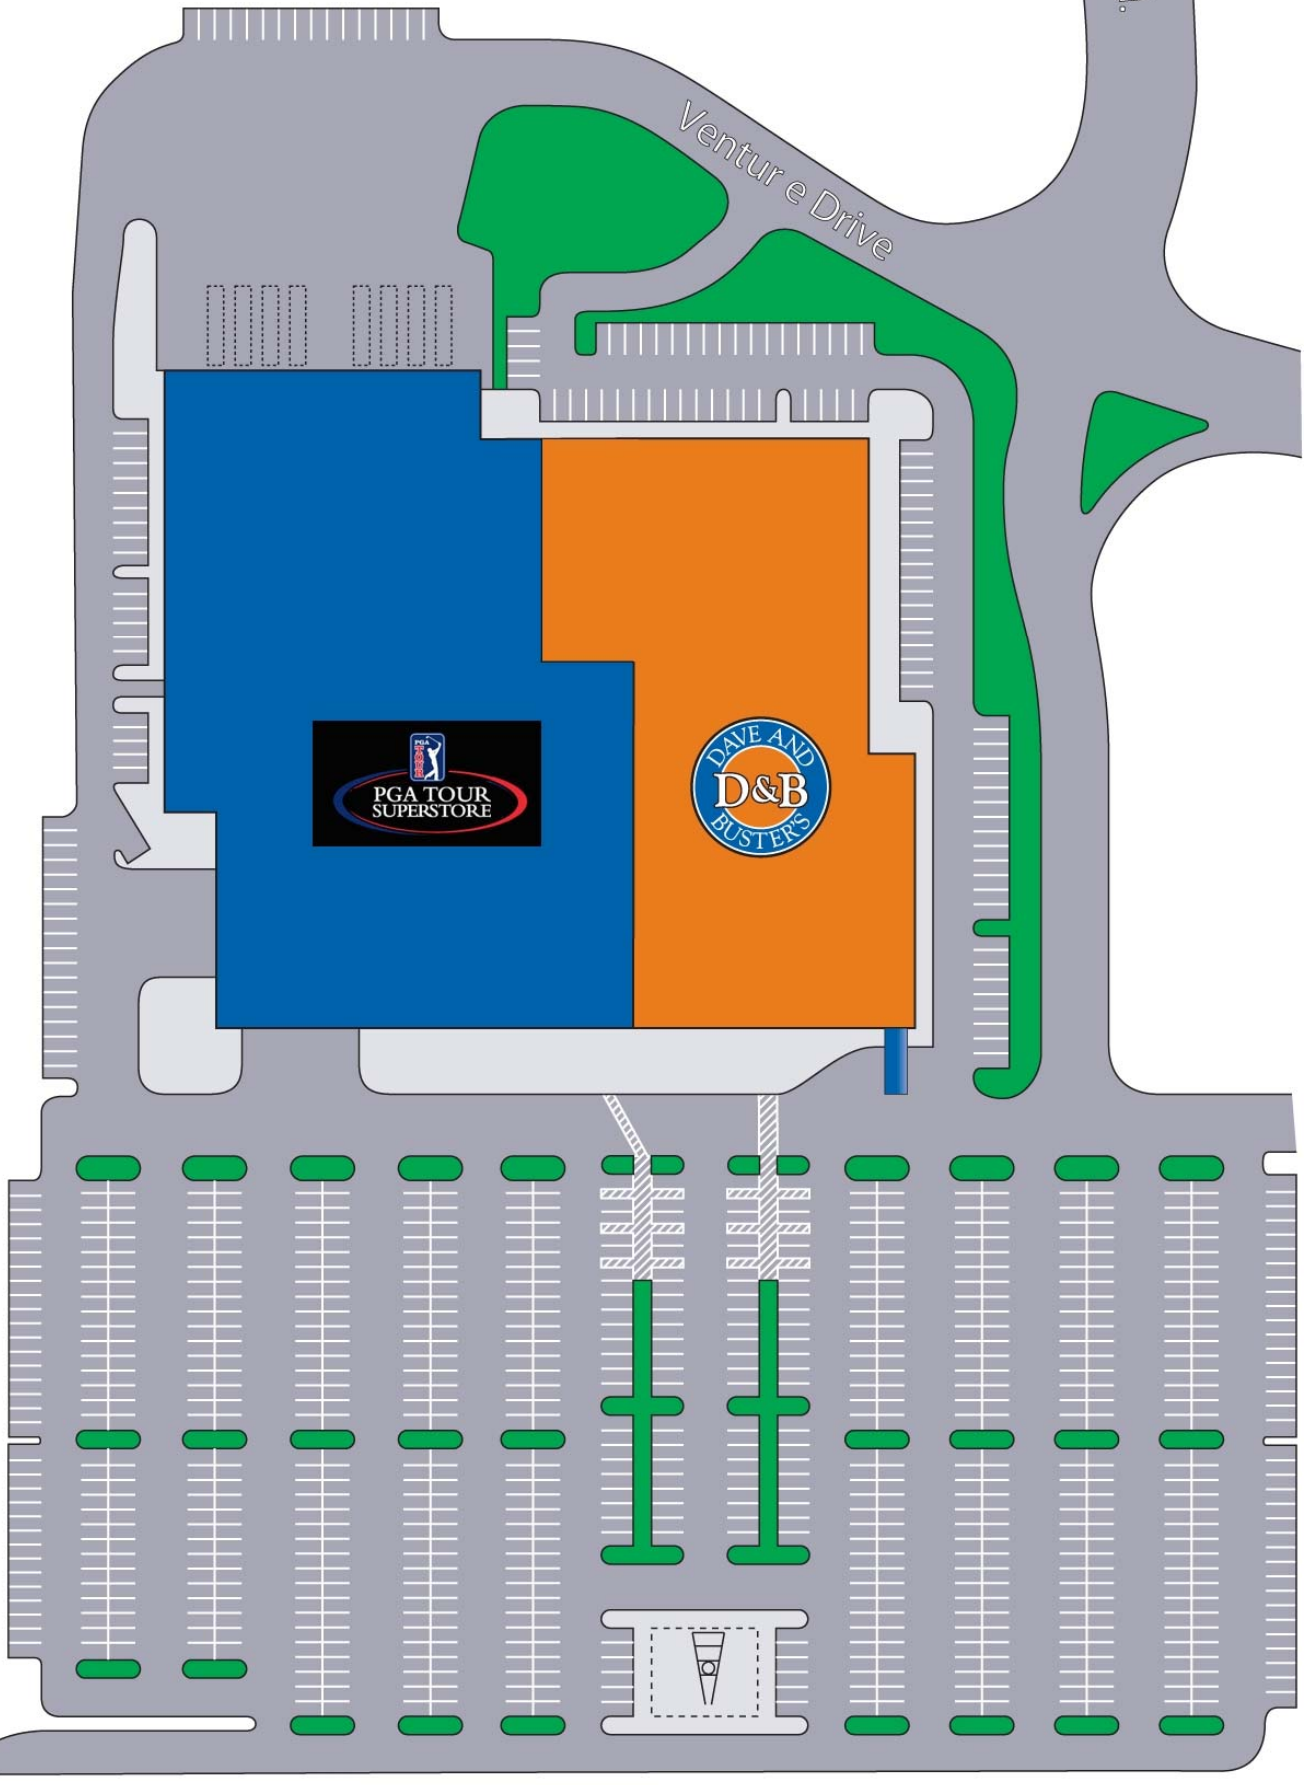 Ventur e Drive
PGA
TOUR
PGA TOUR
SUPERSTORE
DAVE AND
D&B
BUSTER'S